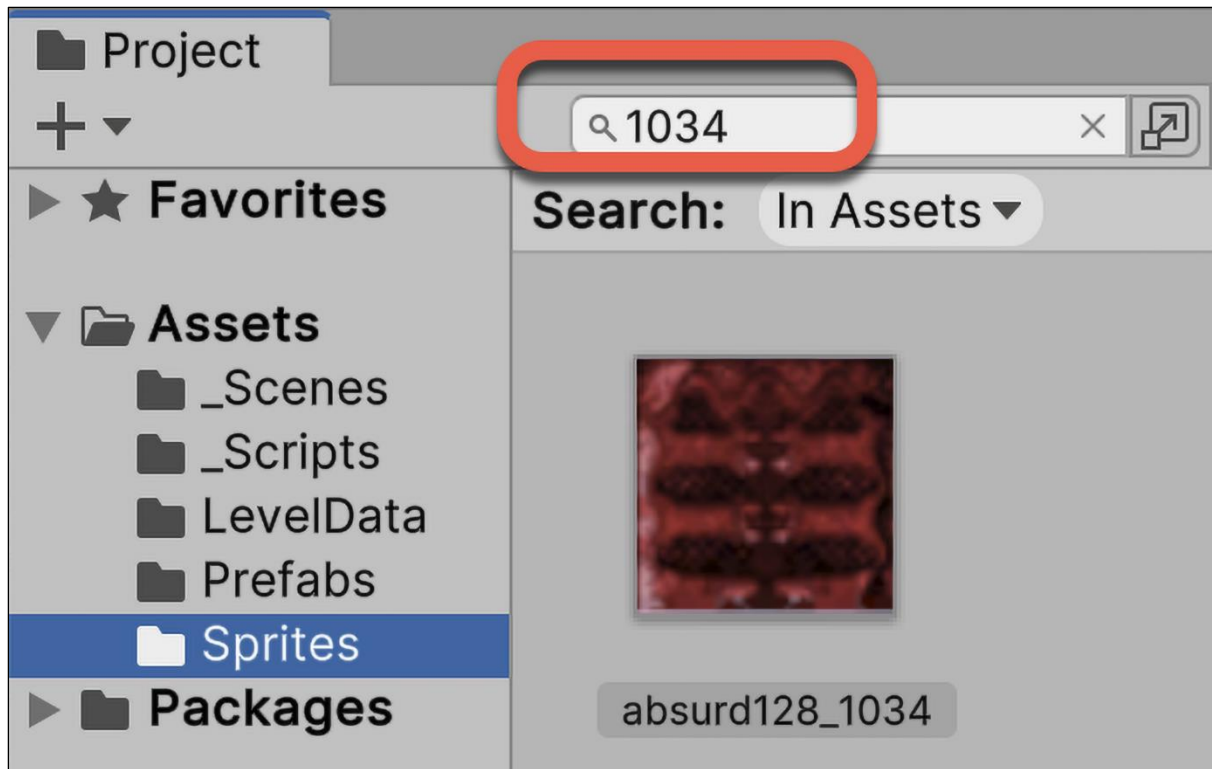 Project
1034
Favorites
Search: In Assets
Assets
_Scenes
_Scripts
LevelData
Prefabs
Sprites
Packages
absurd128_1034